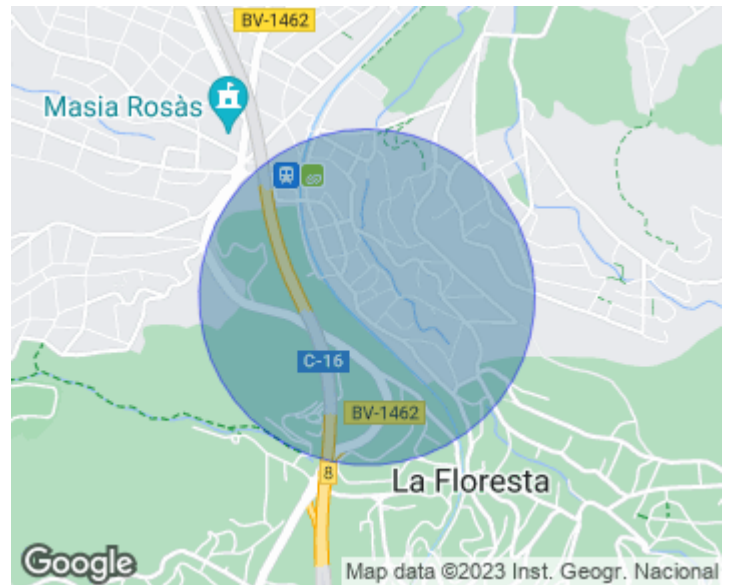 BV-1462
Masia Rosàs
C-16
BV-1462
8
La Floresta
Google
Map data ©2023 Inst. Geogr. Nacional